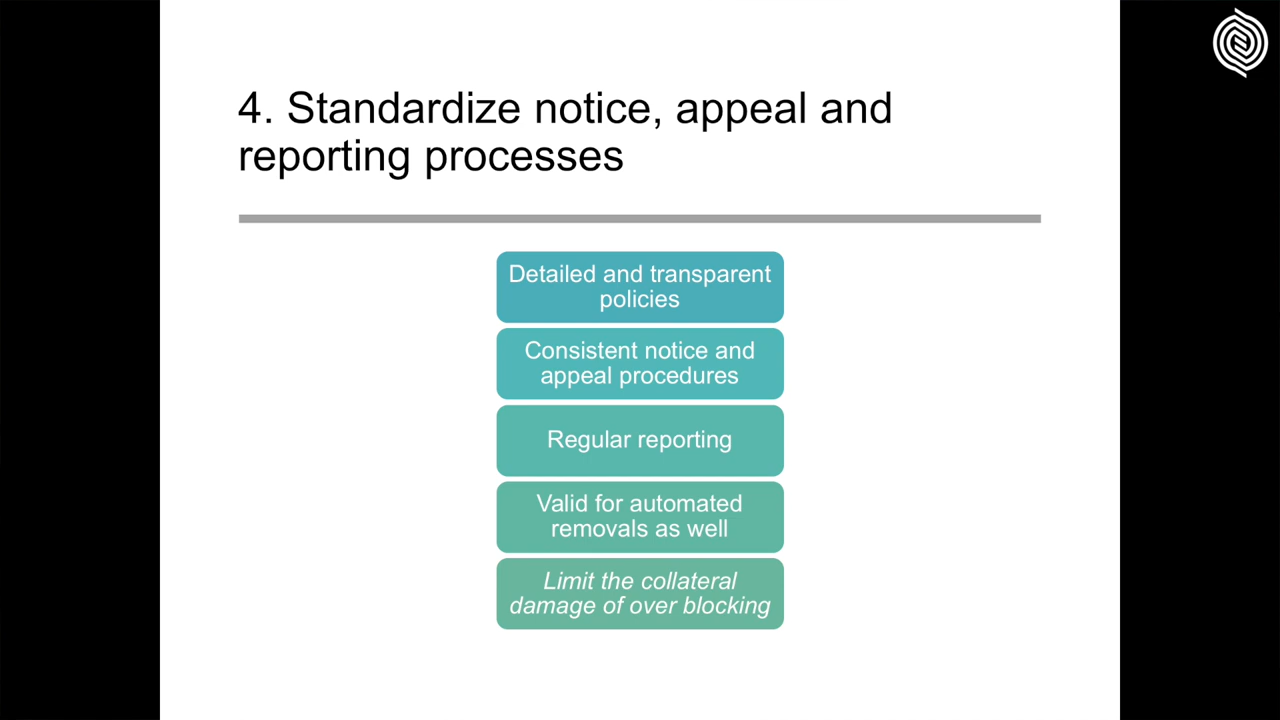 4. Standardize notice, appeal and
reporting processes
Detailed and transparent
policies
Consistent notice and
appeal procedures
Regular reporting
Valid for automated
removals as well
Limit the collateral
damage of over blocking